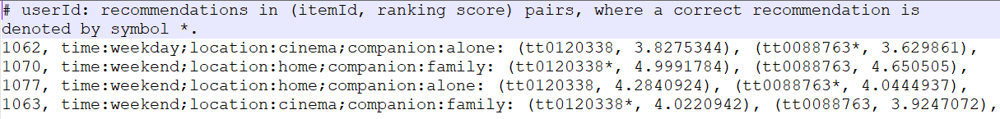 # userId: recommendations in (itemId, ranking score) pairs, where a correct recommendation is
denoted by symbol *.
1062, time:weekday;location:cinema;companion:alone: (tt0120338, 3.8275344), (tt0088763*, 3.629861),
1070, time:weekend;location:home;companion:family: (tt0120338*, 4.9991784), (tt0088763, 4.650505),
1077, time:weekend;location:home;companion:alone: (tt0120338, 4.2840924), (tt0088763*, 4.0444937),
1063, time:weekend;location:cinema;companion:family: (tt0120338*, 4.0220942), (tt0088763, 3.9247072),